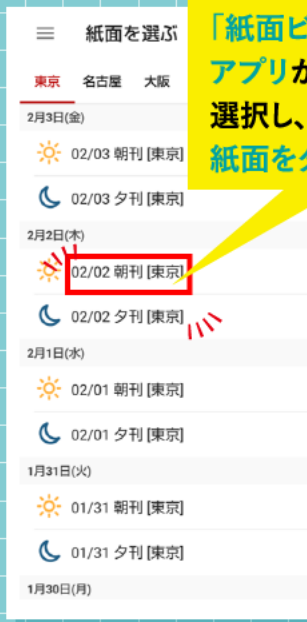 紙面を選ぶ
「紙面ビ
アプリが
選択し、
紙面を
東京 名古屋 大阪
2月3日(金)
02/03 朝刊 [東京]
02/03 夕刊 [東京]
2月2日(木)
02/02 朝刊 [東京]
02/02 夕刊 [東京]
2月1日(水)
02/01 朝刊 [東京]
02/01 夕刊 [東京]
1月31日(火)
01/31 朝刊 [東京]
01/31 夕刊 [東京]
1月30日(月)